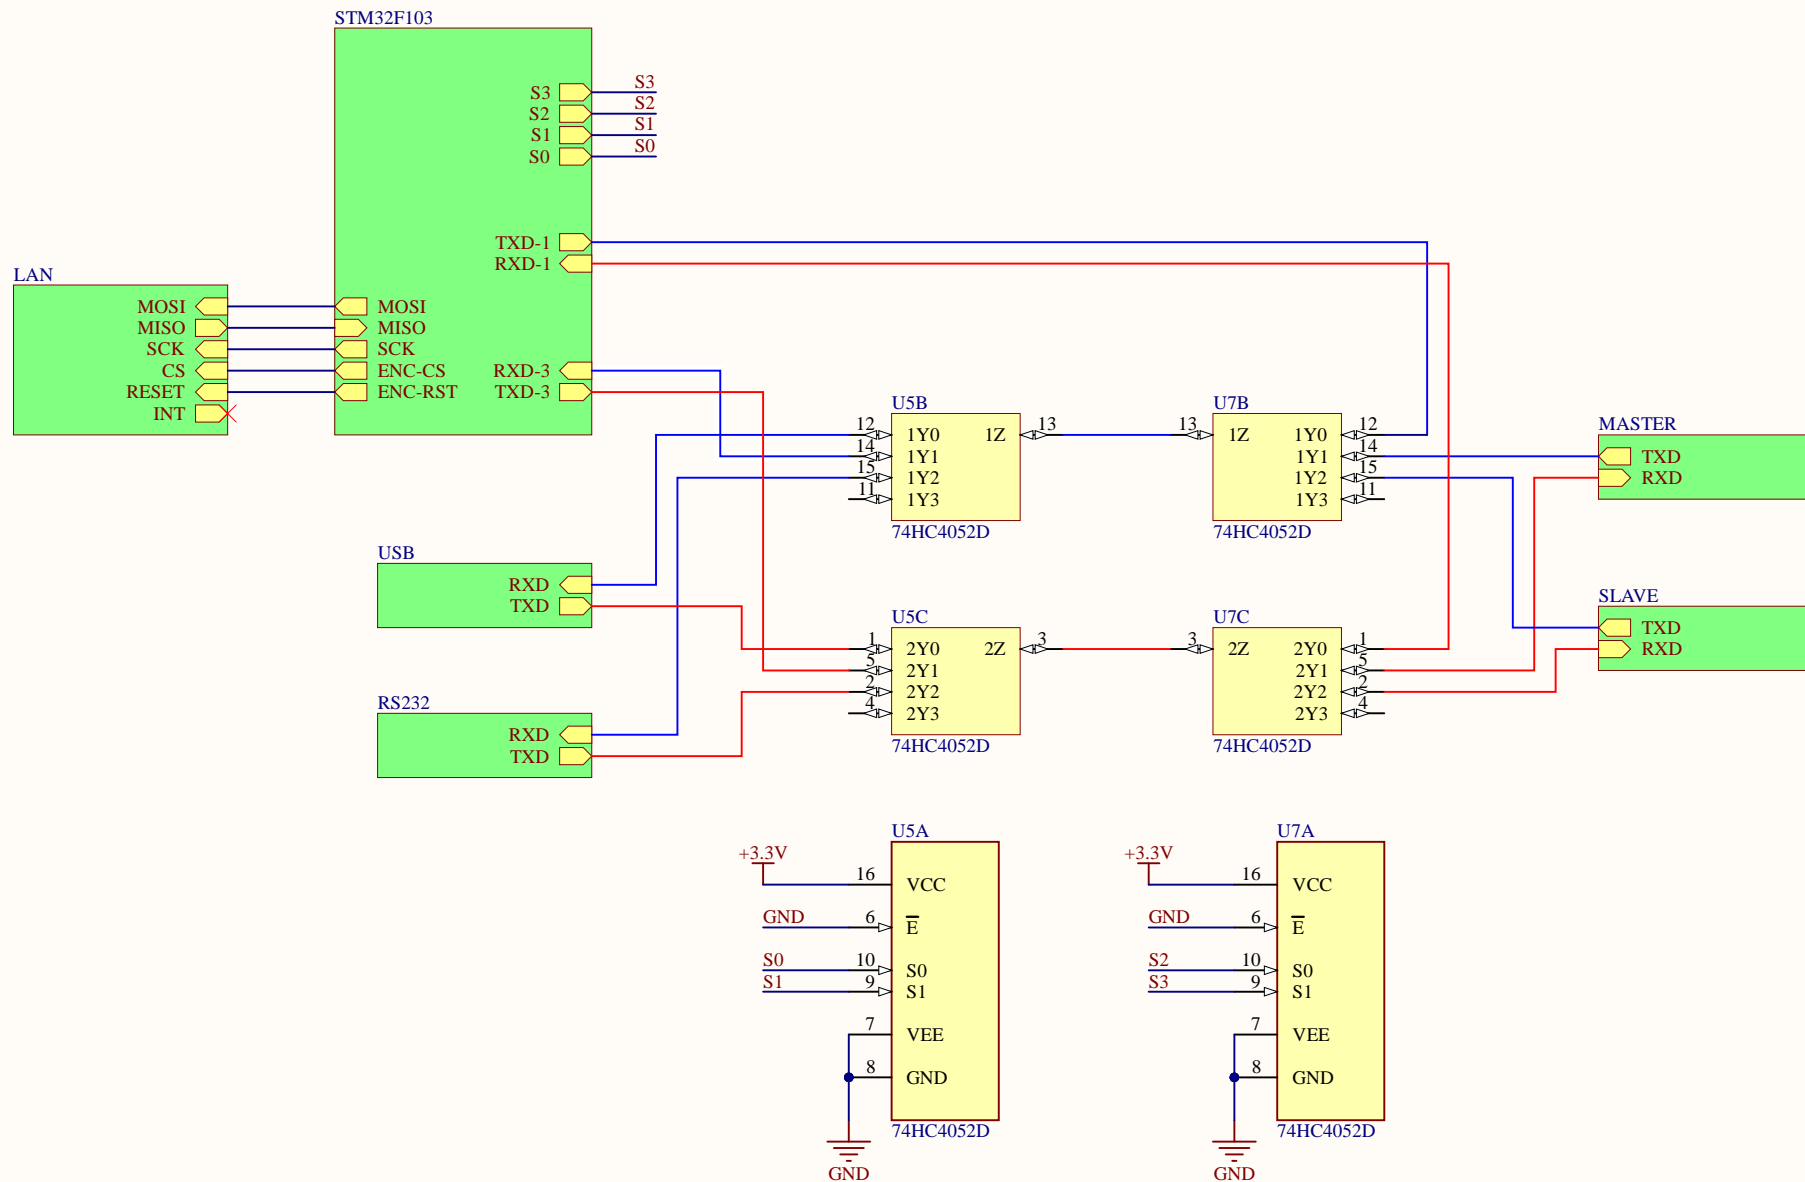 STM32F103
S3 S3
S2 S2
S1 S1
S0 S0
TXD-1
RXD-1
LAN
MOSI MOSI
MISO MISO
SCK SCK
CS ENC-CS
RESET ENC-RST
INT
RXD-3
TXD-3
U5B
12 1Y0 1Z 13
14 1Y1
15 1Y2
11 1Y3
74HC4052D
U7B
13 1Z 1Y0 12
1Y1 14
1Y2 15
1Y3 11
74HC4052D
MASTER
TXD
RXD
USB
RXD
TXD
U5C
1 2Y0 2Z 3
5 2Y1
2 2Y2
4 2Y3
74HC4052D
U7C
3 2Z 2Y0 1
2Y1 5
2Y2 2
2Y3 4
74HC4052D
SLAVE
TXD
RXD
RS232
RXD
TXD
U5A
+3.3V
16 VCC
GND 6 E
S0 10 S0
S1 9 S1
7 VEE
8 GND
74HC4052D
GND
U7A
+3.3V
16 VCC
GND 6 E
S2 10 S0
S3 9 S1
7 VEE
8 GND
74HC4052D
GND